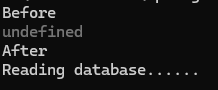 Before
undefined
After
Reading database......